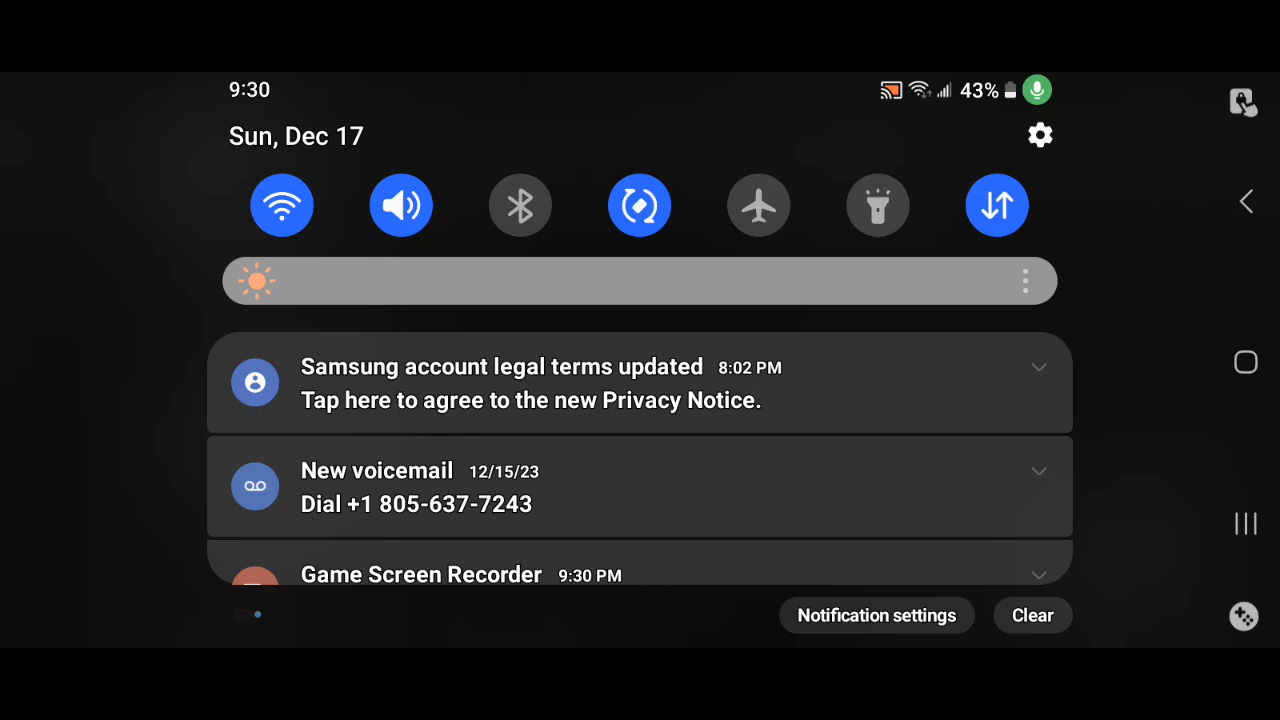 9:30
43%
Sun, Dec 17
Samsung account legal terms updated 8:02 PM
Tap here to agree to the new Privacy Notice.
New voicemail 12/15/23
Dial +1 805-637-7243
Game Screen Recorder 9:30 PM
Notification settings
Clear